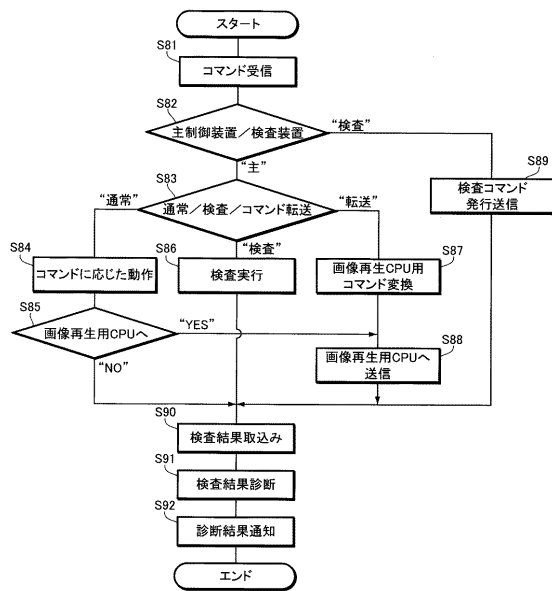 スタート
S81
コマンド受信
S82
主制御装置／検査装置
“検査”
“主”
S89
検査コマンド
発行送信
S83
通常／検査／コマンド転送
“通常”
“転送”
“検査”
S84
コマンドに応じた動作
S86
検査実行
S87
画像再生CPU用
コマンド変換
S85
画像再生用CPUへ
“YES”
“NO”
S88
画像再生用CPUへ
送信
S90
検査結果取込み
S91
検査結果診断
S92
診断結果通知
エンド